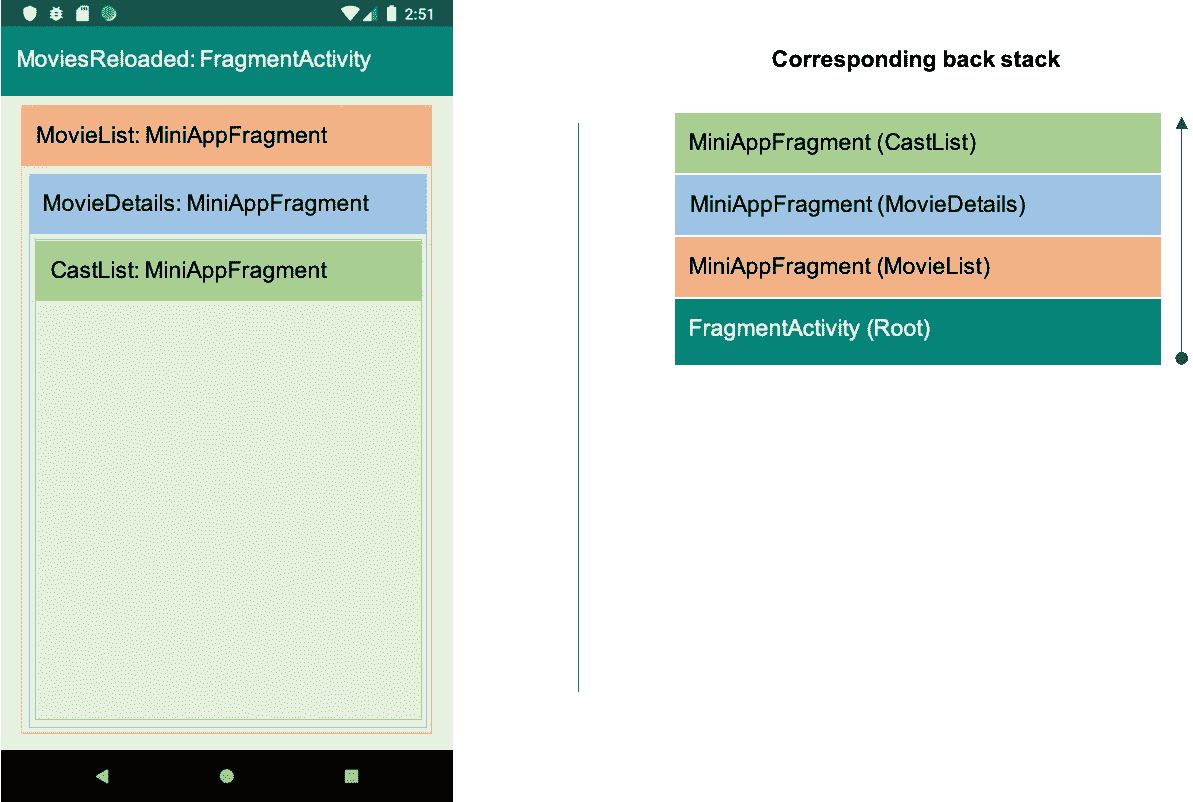 2:51
MoviesReloaded: FragmentActivity
MovieList: MiniAppFragment
MovieDetails: MiniAppFragment
CastList: MiniAppFragment
Corresponding back stack
MiniAppFragment (CastList)
MiniAppFragment (MovieDetails)
MiniAppFragment (MovieList)
FragmentActivity (Root)